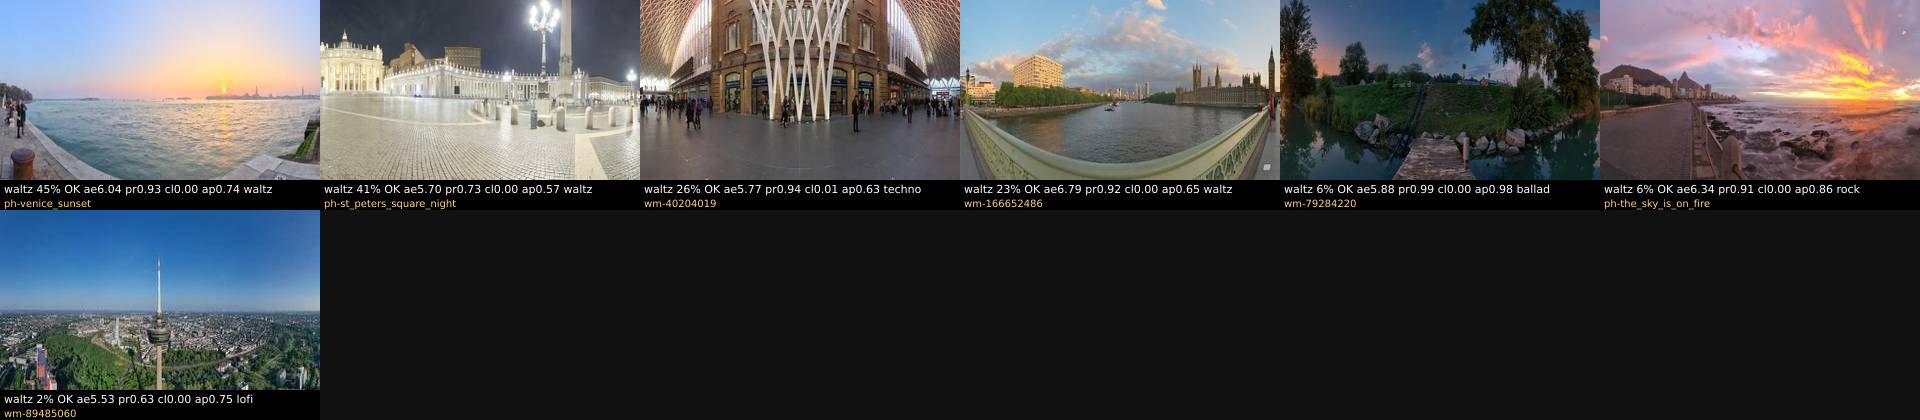 waltz 45% OK ae6.04 pr0.93 cl0.00 ap0.74 waltz
ph-venice_sunset
waltz 41% OK ae5.70 pr0.73 cl0.00 ap0.57 waltz
ph-st_peters_square_night
waltz 26% OK ae5.77 pr0.94 cl0.01 ap0.63 techno
wm-40204019
waltz 23% OK ae6.79 pr0.92 cl0.00 ap0.65 waltz
wm-166652486
waltz 6% OK ae5.88 pr0.99 cl0.00 ap0.98 ballad
wm-79284220
waltz 6% OK ae6.34 pr0.91 cl0.00 ap0.86 rock
ph-the_sky_is_on_fire
waltz 2% OK ae5.53 pr0.63 cl0.00 ap0.75 lofi
wm-89485060